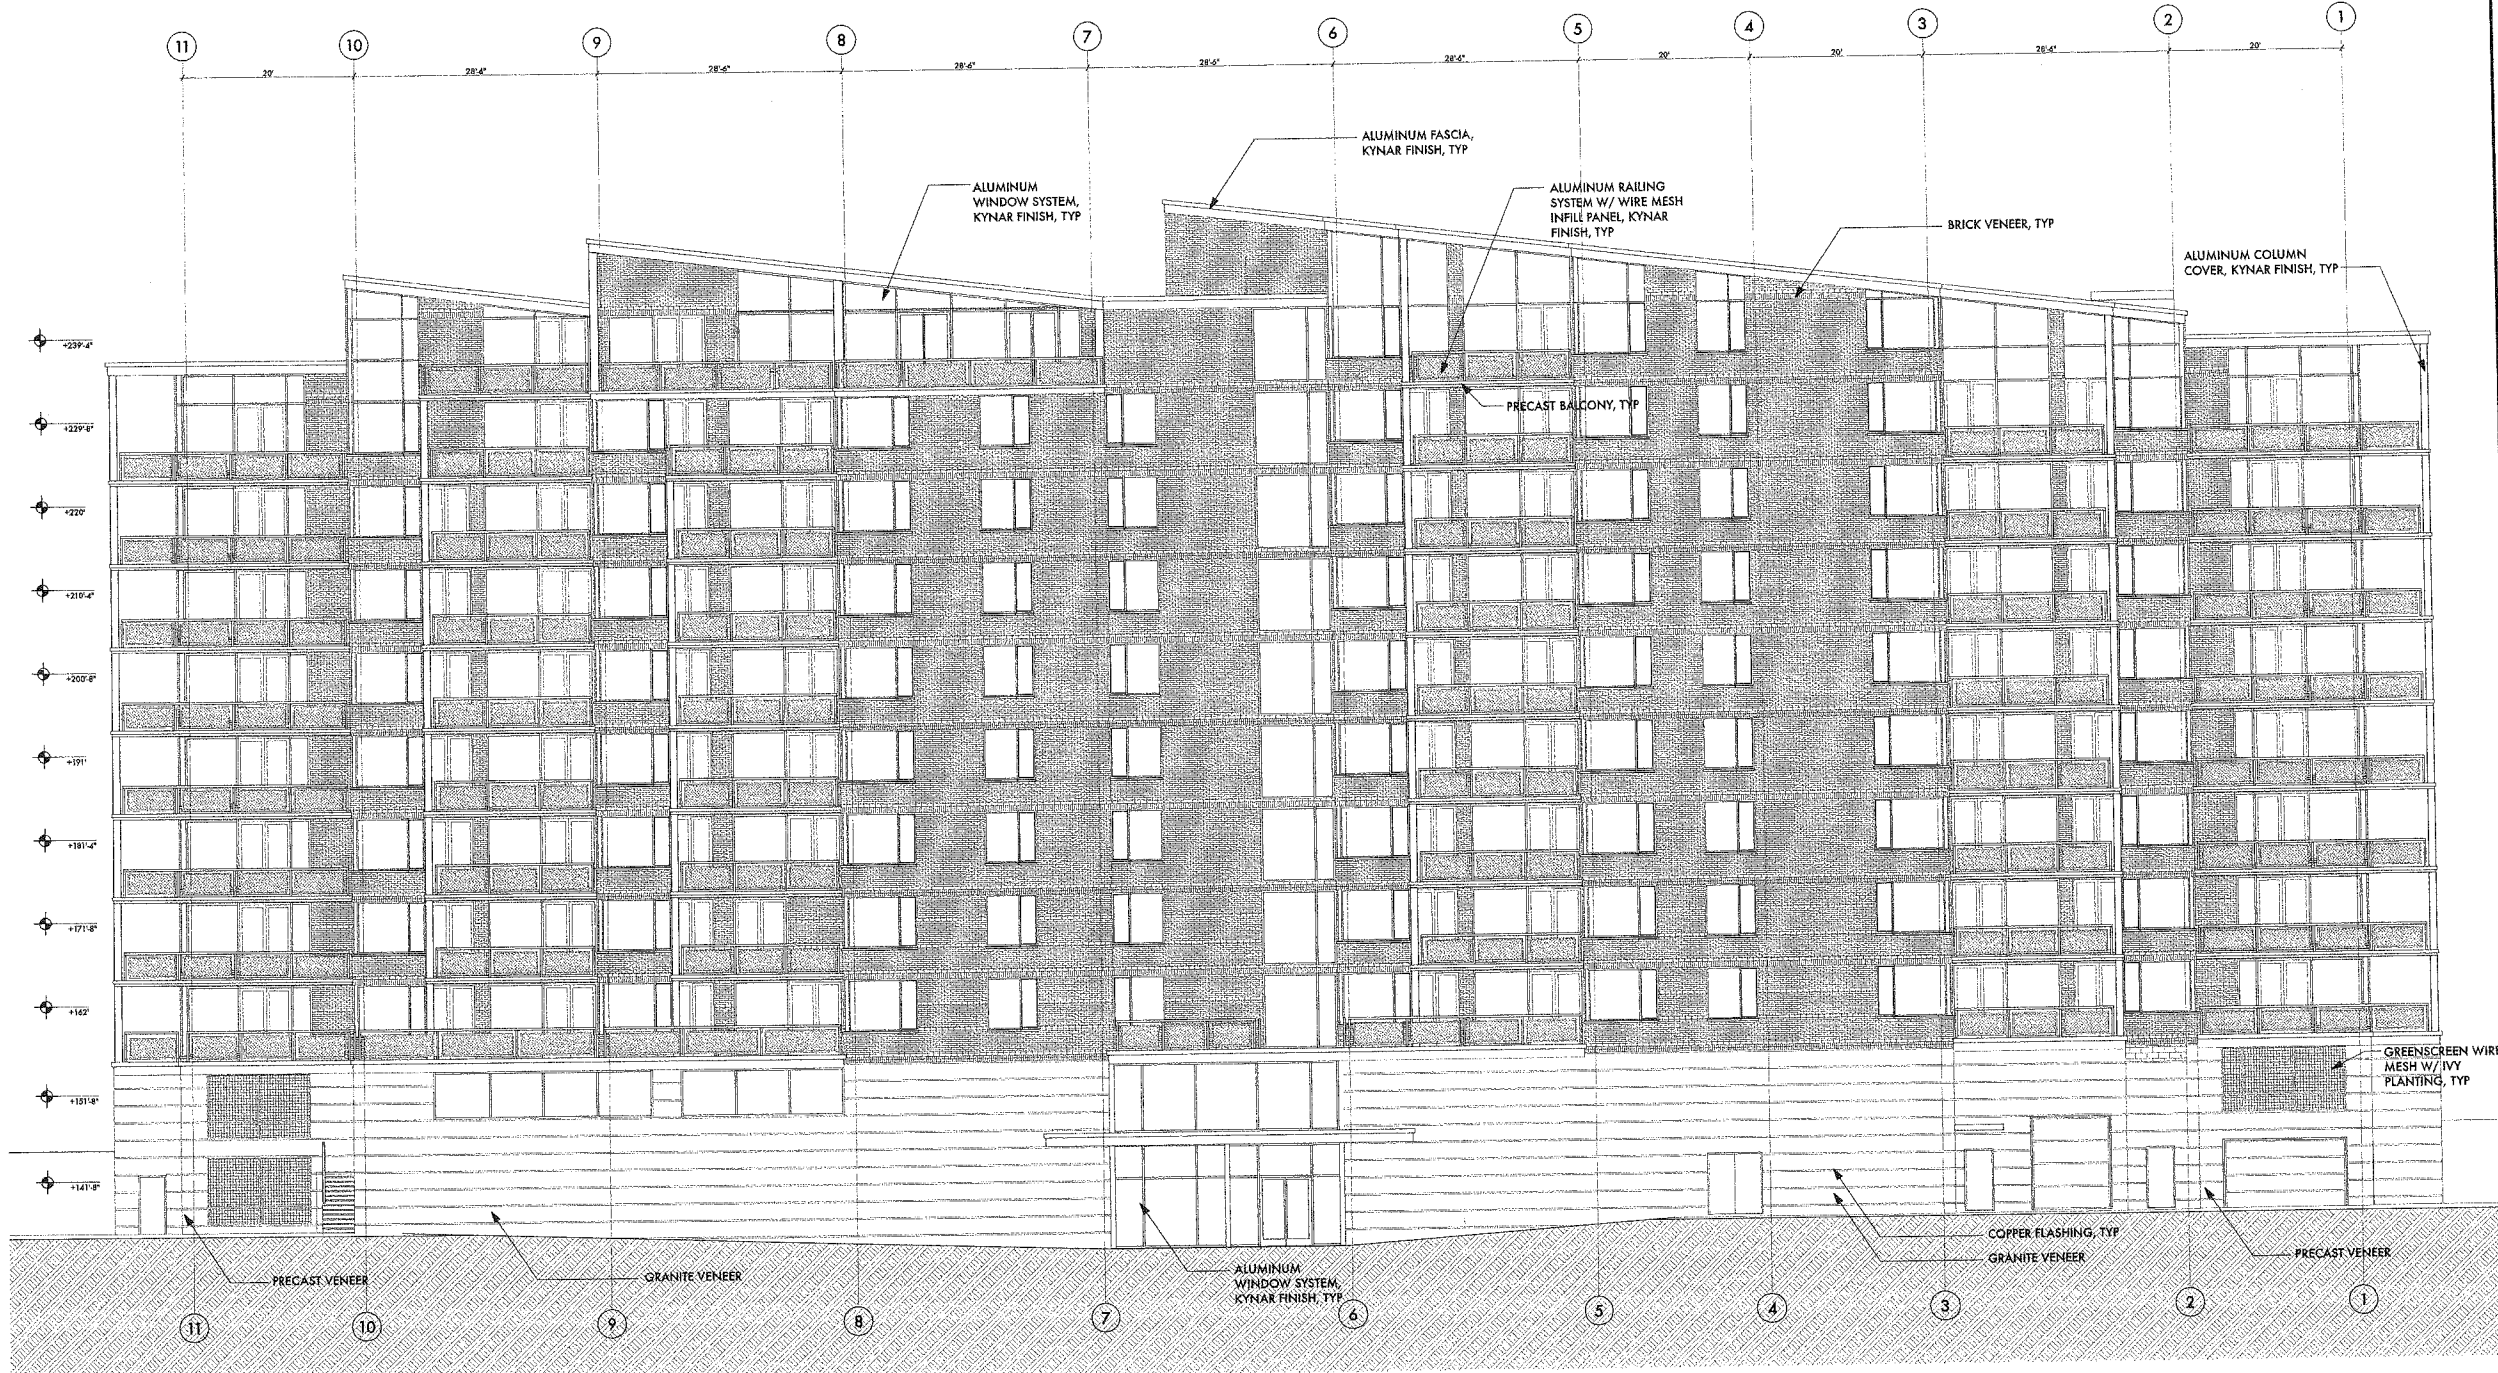 11
10
9
8
7
6
5
4
3
2
1
20'
28'-6"
28'-6"
28'-6"
28'-6"
28'-6"
20'
20'
28'-6"
20'
ALUMINUM FASCIA,
KYNAR FINISH, TYP
ALUMINUM
WINDOW SYSTEM,
KYNAR FINISH, TYP
ALUMINUM RAILING
SYSTEM W/ WIRE MESH
INFILL PANEL, KYNAR
FINISH, TYP
BRICK VENEER, TYP
ALUMINUM COLUMN
COVER, KYNAR FINISH, TYP
PRECAST BALCONY, TYP
+239'-4"
+229'-8"
+220'
+210'-4"
+200'-8"
+191'
+181'-4"
+171'-8"
+162'
+151'-8"
+141'-8"
GREENSCREEN WIRE
MESH W/ IVY
PLANTING, TYP
COPPER FLASHING, TYP
GRANITE VENEER
PRECAST VENEER
PRECAST VENEER
GRANITE VENEER
ALUMINUM
WINDOW SYSTEM,
KYNAR FINISH, TYP
11
10
9
8
7
6
5
4
3
2
1